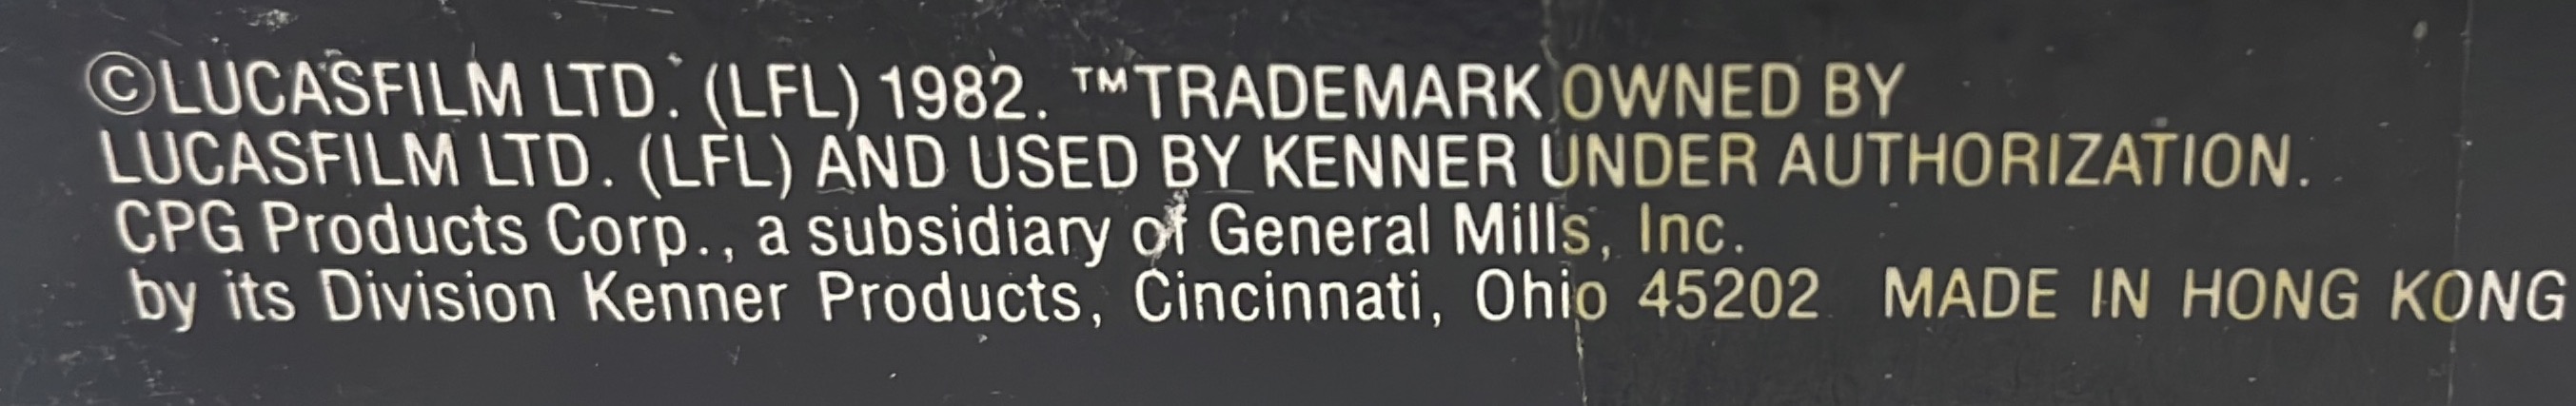 ©LUCASFILM LTD. (LFL) 1982. ™TRADEMARK OWNED BY
LUCASFILM LTD. (LFL) AND USED BY KENNER UNDER AUTHORIZATION.
CPG Products Corp., a subsidiary of General Mills, Inc.
by its Division Kenner Products, Cincinnati, Ohio 45202 MADE IN HONG KONG